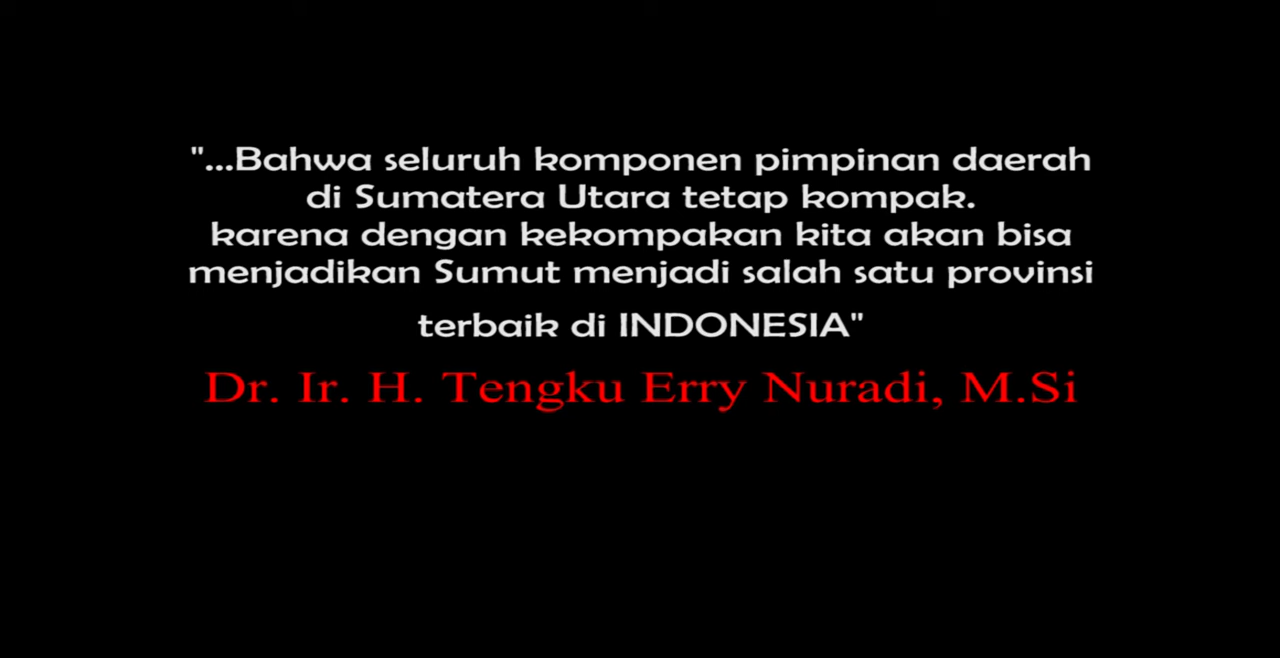 "...Bahwa seluruh komponen pimpinan daerah
di Sumatera Utara tetap kompak.
karena dengan kekompakan kita akan bisa
menjadikan Sumut menjadi salah satu provinsi
terbaik di INDONESIA"
Dr. Ir. H. Tengku Erry Nuradi, M.Si